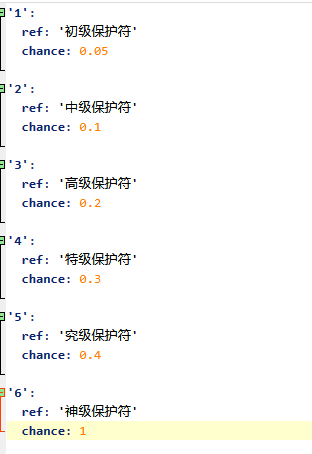 '1':
ref: '初级保护符'
chance: 0.05
'2':
ref: '中级保护符'
chance: 0.1
'3':
ref: '高级保护符'
chance: 0.2
'4':
ref: '特级保护符'
chance: 0.3
'5':
ref: '究级保护符'
chance: 0.4
'6':
ref: '神级保护符'
chance: 1